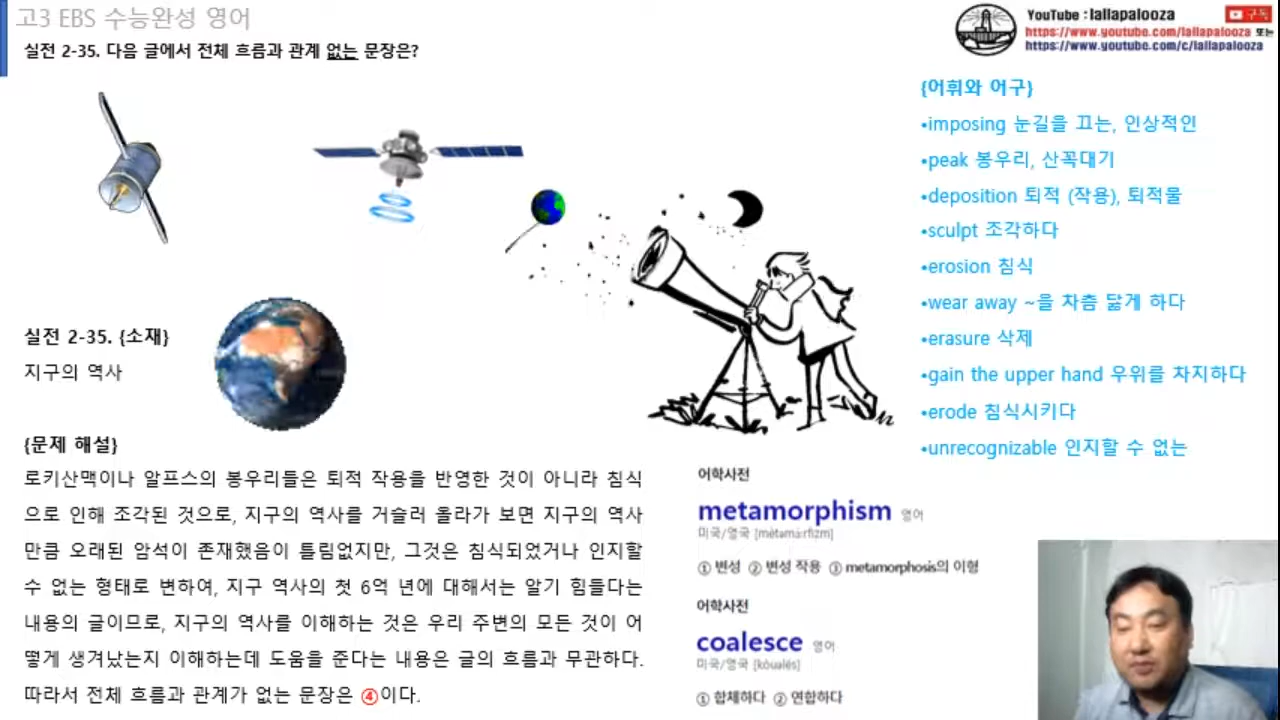 고3 EBS 수능완성 영어
실전 2-35. 다음 글에서 전체 흐름과 관계 없는 문장은?
YouTube : lallapalooza
구독
https://www.youtube.com/lallapalooza 또는
https://www.youtube.com/c/lallapalooza
{어휘와 어구}
•imposing 눈길을 끄는, 인상적인
•peak 봉우리, 산꼭대기
•deposition 퇴적 (작용), 퇴적물
•sculpt 조각하다
•erosion 침식
•wear away ~을 차츰 닳게 하다
•erasure 삭제
•gain the upper hand 우위를 차지하다
•erode 침식시키다
•unrecognizable 인지할 수 없는
실전 2-35. {소재}
지구의 역사
{문제 해설}
로키산맥이나 알프스의 봉우리들은 퇴적 작용을 반영한 것이 아니라 침식
으로 인해 조각된 것으로, 지구의 역사를 거슬러 올라가 보면 지구의 역사
만큼 오래된 암석이 존재했음이 틀림없지만, 그것은 침식되었거나 인지할
수 없는 형태로 변하여, 지구 역사의 첫 6억 년에 대해서는 알기 힘들다는
내용의 글이므로, 지구의 역사를 이해하는 것은 우리 주변의 모든 것이 어
떻게 생겨났는지 이해하는데 도움을 준다는 내용은 글의 흐름과 무관하다.
따라서 전체 흐름과 관계가 없는 문장은 ④이다.
어학사전
metamorphism 영어
미국/영국 [mètəmɔ́:rfizm]
① 변성 ② 변성 작용 ③ metamorphosis의 이형
어학사전
coalesce 영어
미국/영국 [kòuəlés]
① 합체하다 ② 연합하다